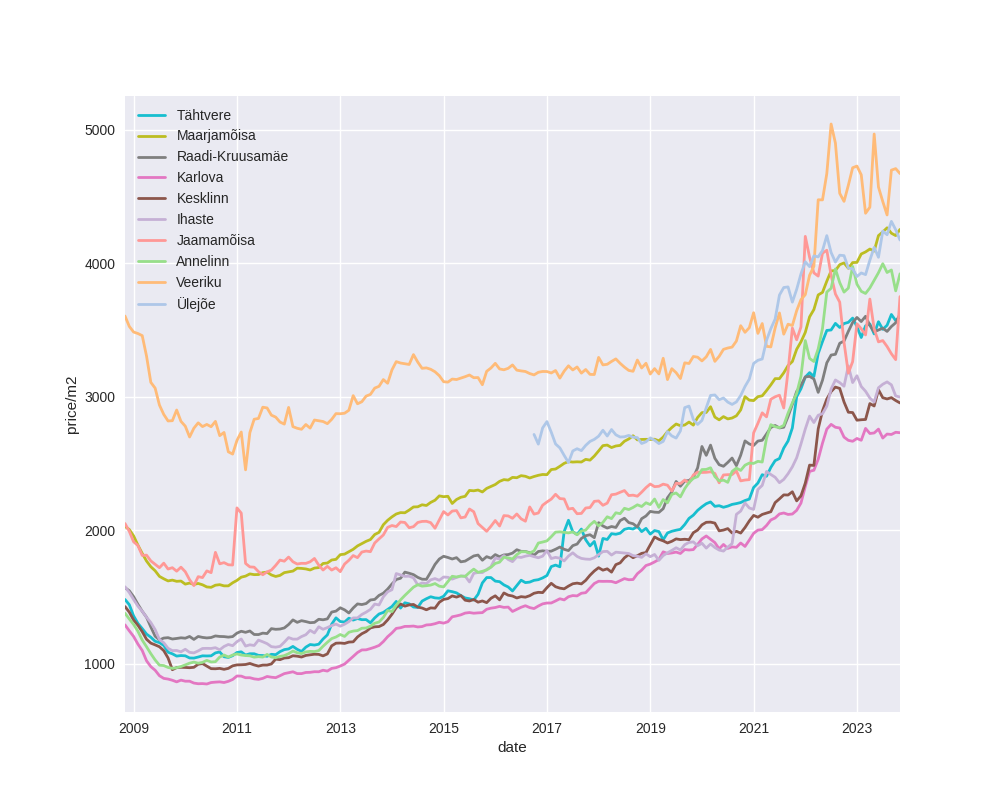 Tähtvere
Maarjamõisa
Raadi-Kruusamäe
Karlova
Kesklinn
Ihaste
Jaamamõisa
Annelinn
Veeriku
Ülejõe
5000
4000
3000
2000
1000
price/m2
2009 2011 2013 2015 2017 2019 2021 2023
date